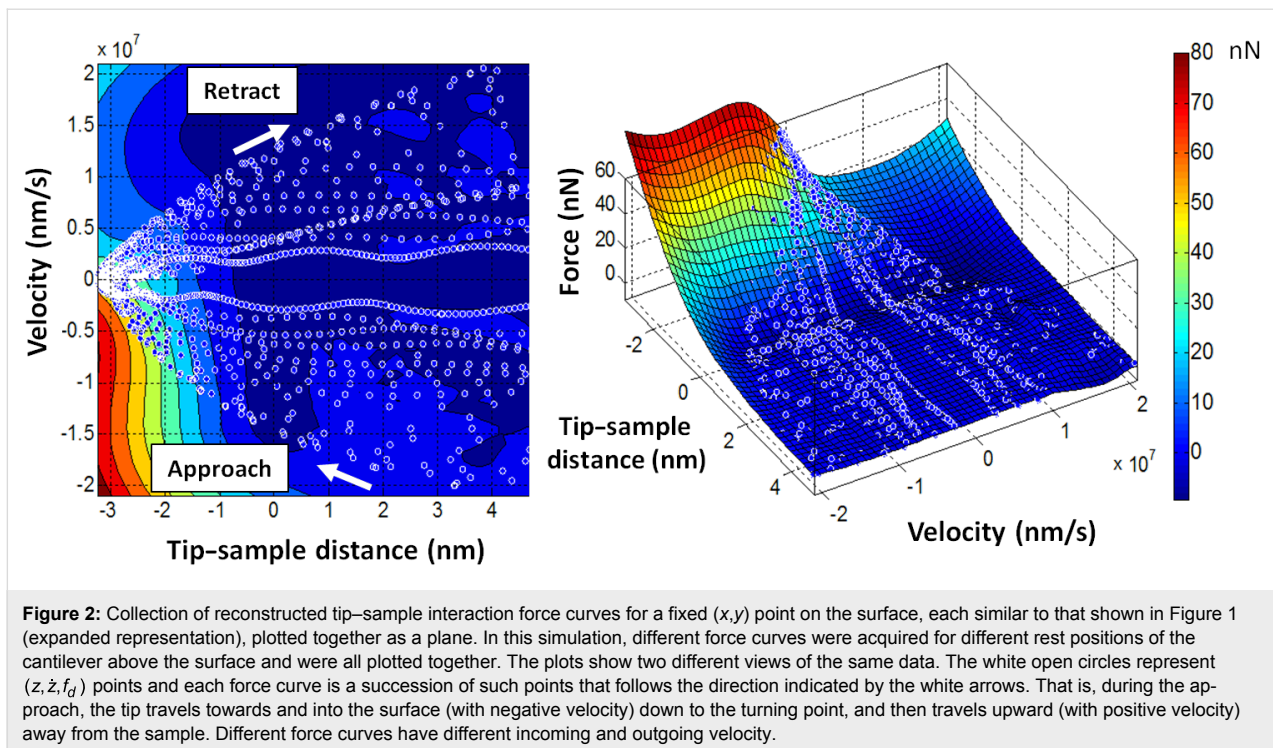 x 10⁷
2
1.5
1
0.5
0
-0.5
-1
-1.5
-2
Velocity (nm/s)
Retract
Approach
-3 -2 -1 0 1 2 3 4
Tip–sample distance (nm)
Force (nN)
60
40
20
0
-2
0
2
4
Tip–sample
distance (nm)
-2
-1
0
1
2
x 10⁷
Velocity (nm/s)
80 nN
70
60
50
40
30
20
10
0
Figure 2: Collection of reconstructed tip–sample interaction force curves for a fixed (x,y) point on the surface, each similar to that shown in Figure 1
(expanded representation), plotted together as a plane. In this simulation, different force curves were acquired for different rest positions of the
cantilever above the surface and were all plotted together. The plots show two different views of the same data. The white open circles represent
(z, ż, f_d) points and each force curve is a succession of such points that follows the direction indicated by the white arrows. That is, during the ap-
proach, the tip travels towards and into the surface (with negative velocity) down to the turning point, and then travels upward (with positive velocity)
away from the sample. Different force curves have different incoming and outgoing velocity.